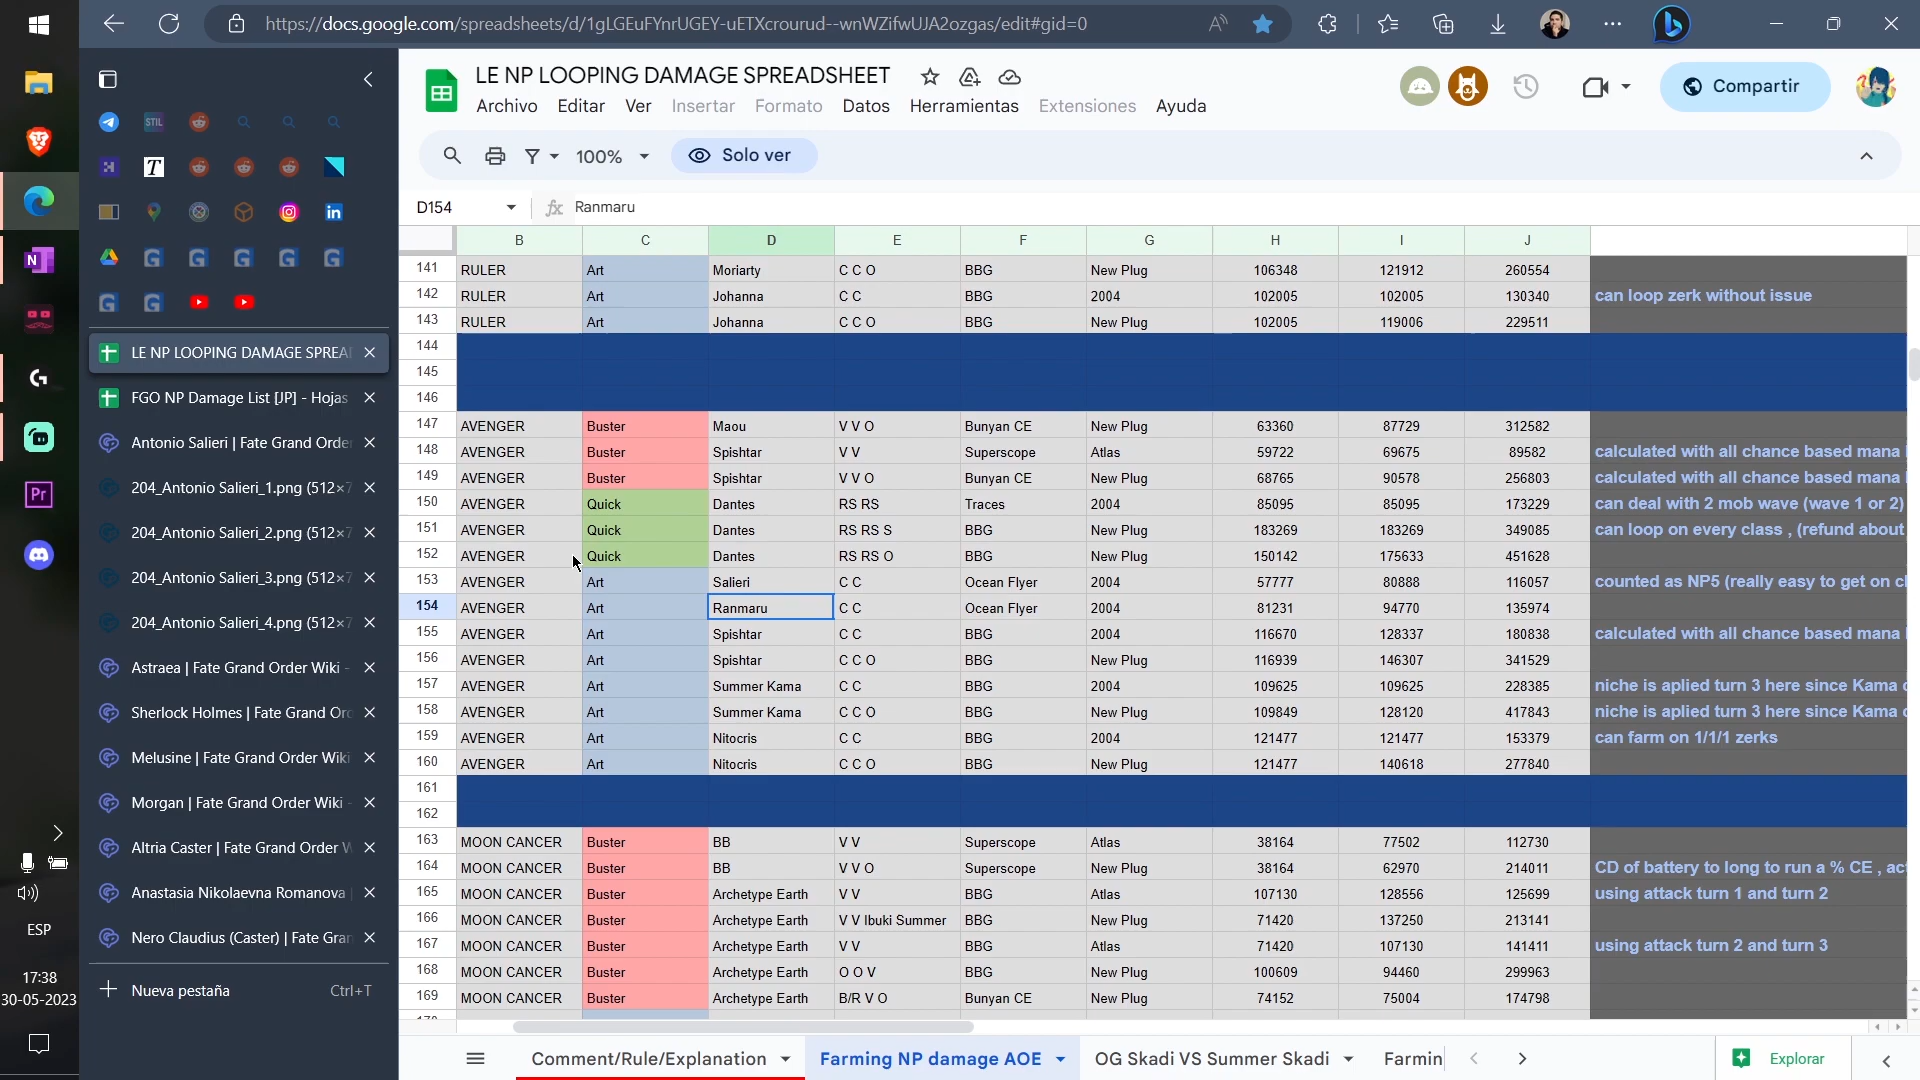 https://docs.google.com/spreadsheets/d/1gLGEuFYnrUGEY-uETXcrourud--wnWZifwUJA2ozgas/edit#gid=0
LE NP LOOPING DAMAGE SPREADSHEET
Archivo Editar Ver Insertar Formato Datos Herramientas Extensiones Ayuda
Compartir
100% Solo ver
D154 fx Ranmaru
STIL
LE NP LOOPING DAMAGE SPREA
FGO NP Damage List [JP] - Hojas
Antonio Salieri | Fate Grand Orde
204_Antonio Salieri_1.png (512×7
204_Antonio Salieri_2.png (512×7
204_Antonio Salieri_3.png (512×7
204_Antonio Salieri_4.png (512×7
Astraea | Fate Grand Order Wiki -
Sherlock Holmes | Fate Grand Orc
Melusine | Fate Grand Order Wiki
Morgan | Fate Grand Order Wiki -
Altria Caster | Fate Grand Order W
Anastasia Nikolaevna Romanova |
Nero Claudius (Caster) | Fate Gran
Nueva pestaña Ctrl+T
ESP
17:38
30-05-2023
B C D E F G H I J
141 RULER Art Moriarty C C O BBG New Plug 106348 121912 260554
142 RULER Art Johanna C C BBG 2004 102005 102005 130340 can loop zerk without issue
143 RULER Art Johanna C C O BBG New Plug 102005 119006 229511
144
145
146
147 AVENGER Buster Maou V V O Bunyan CE New Plug 63360 87729 312582
148 AVENGER Buster Spishtar V V Superscope Atlas 59722 69675 89582 calculated with all chance based mana
149 AVENGER Buster Spishtar V V O Bunyan CE New Plug 68765 90578 256803 calculated with all chance based mana
150 AVENGER Quick Dantes RS RS Traces 2004 85095 85095 173229 can deal with 2 mob wave (wave 1 or 2)
151 AVENGER Quick Dantes RS RS S BBG New Plug 183269 183269 349085 can loop on every class , (refund about
152 AVENGER Quick Dantes RS RS O BBG New Plug 150142 175633 451628
153 AVENGER Art Salieri C C Ocean Flyer 2004 57777 80888 116057 counted as NP5 (really easy to get on c
154 AVENGER Art Ranmaru C C Ocean Flyer 2004 81231 94770 135974
155 AVENGER Art Spishtar C C BBG 2004 116670 128337 180838 calculated with all chance based mana
156 AVENGER Art Spishtar C C O BBG New Plug 116939 146307 341529
157 AVENGER Art Summer Kama C C BBG 2004 109625 109625 228385 niche is aplied turn 3 here since Kama
158 AVENGER Art Summer Kama C C O BBG New Plug 109849 128120 417843 niche is aplied turn 3 here since Kama
159 AVENGER Art Nitocris C C BBG 2004 121477 121477 153379 can farm on 1/1/1 zerks
160 AVENGER Art Nitocris C C O BBG New Plug 121477 140618 277840
161
162
163 MOON CANCER Buster BB V V Superscope Atlas 38164 77502 112730
164 MOON CANCER Buster BB V V O Superscope New Plug 38164 62970 214011 CD of battery to long to run a % CE , ac
165 MOON CANCER Buster Archetype Earth V V BBG Atlas 107130 128556 125699 using attack turn 1 and turn 2
166 MOON CANCER Buster Archetype Earth V V Ibuki Summer BBG New Plug 71420 137250 213141
167 MOON CANCER Buster Archetype Earth V V BBG Atlas 71420 107130 141411 using attack turn 2 and turn 3
168 MOON CANCER Buster Archetype Earth O O V BBG New Plug 100609 94460 299963
169 MOON CANCER Buster Archetype Earth B/R V O Bunyan CE New Plug 74152 75004 174798
Comment/Rule/Explanation Farming NP damage AOE OG Skadi VS Summer Skadi Farmin Explorar